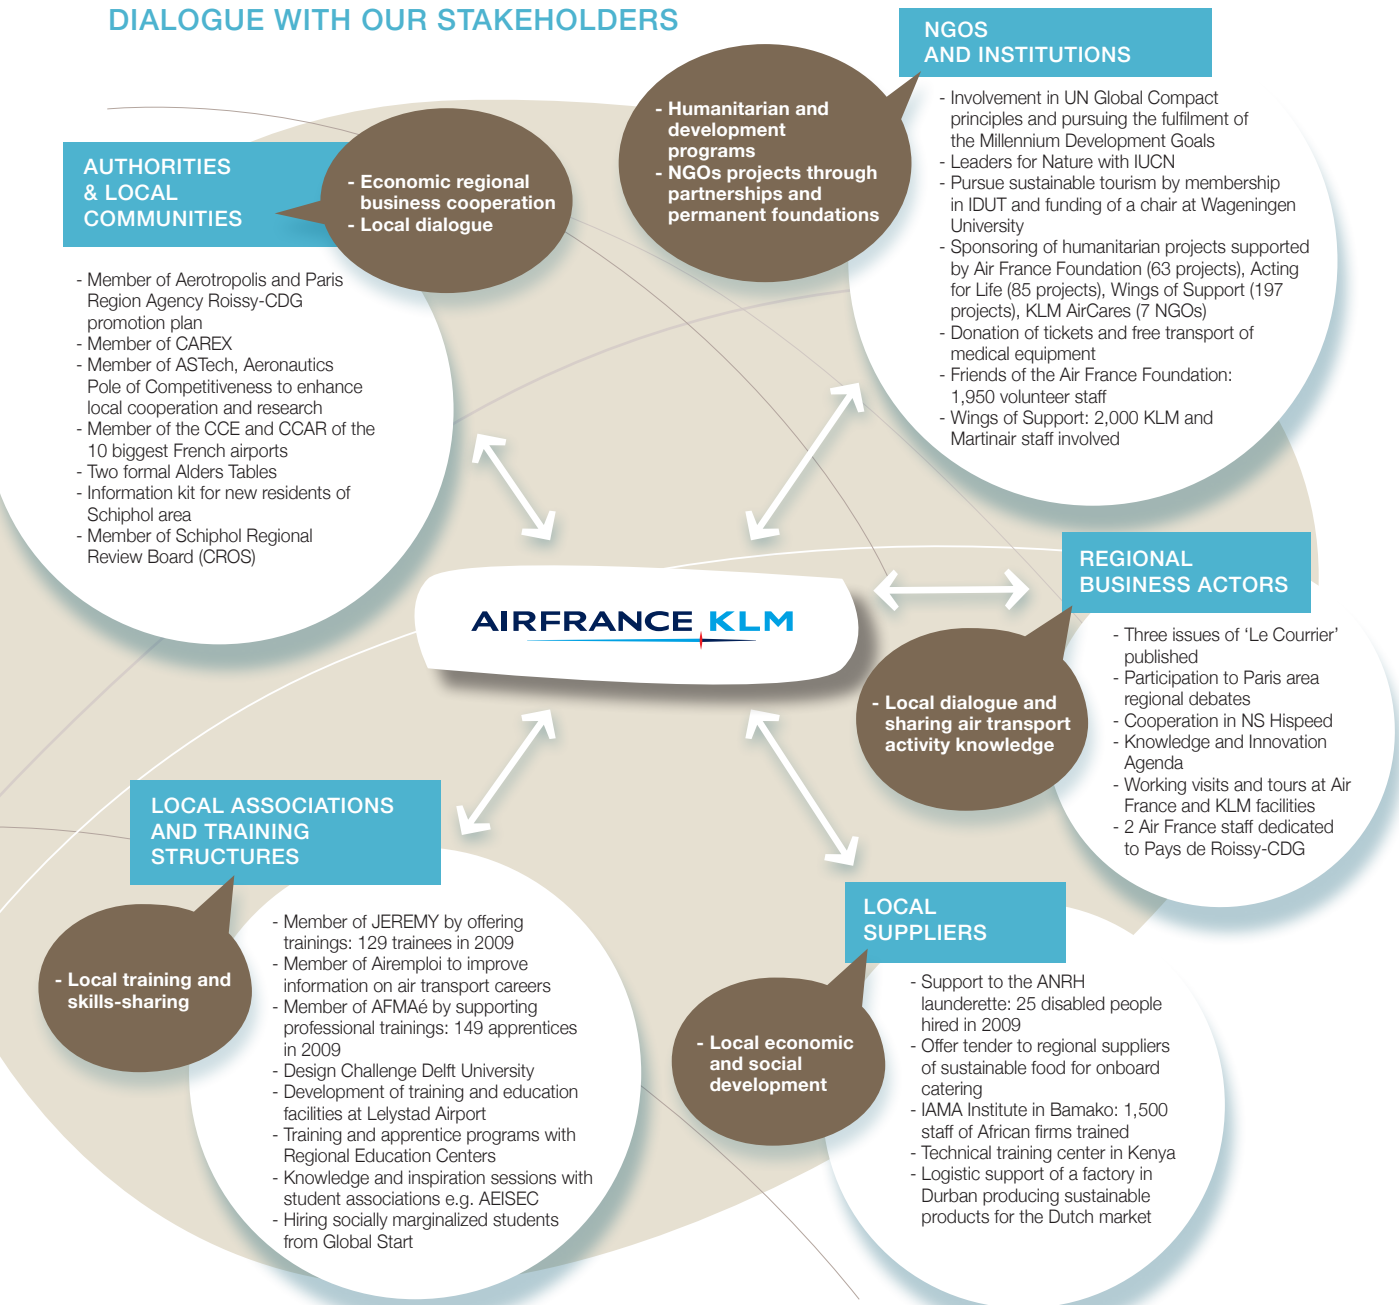 DIALOGUE WITH OUR STAKEHOLDERS
AUTHORITIES
& LOCAL
COMMUNITIES
- Economic regional
business cooperation
- Local dialogue
- Member of Aerotropolis and Paris
Region Agency Roissy-CDG
promotion plan
- Member of CAREX
- Member of ASTech, Aeronautics
Pole of Competitiveness to enhance
local cooperation and research
- Member of the CCE and CCAR of the
10 biggest French airports
- Two formal Alders Tables
- Information kit for new residents of
Schiphol area
- Member of Schiphol Regional
Review Board (CROS)
NGOS
AND INSTITUTIONS
- Humanitarian and
development
programs
- NGOs projects through
partnerships and
permanent foundations
- Involvement in UN Global Compact
principles and pursuing the fulfilment of
the Millennium Development Goals
- Leaders for Nature with IUCN
- Pursue sustainable tourism by membership
in IDUT and funding of a chair at Wageningen
University
- Sponsoring of humanitarian projects supported
by Air France Foundation (63 projects), Acting
for Life (85 projects), Wings of Support (197
projects), KLM AirCares (7 NGOs)
- Donation of tickets and free transport of
medical equipment
- Friends of the Air France Foundation:
1,950 volunteer staff
- Wings of Support: 2,000 KLM and
Martinair staff involved
AIRFRANCE KLM
REGIONAL
BUSINESS ACTORS
- Local dialogue and
sharing air transport
activity knowledge
- Three issues of ‘Le Courrier’
published
- Participation to Paris area
regional debates
- Cooperation in NS Hispeed
- Knowledge and Innovation
Agenda
- Working visits and tours at Air
France and KLM facilities
- 2 Air France staff dedicated
to Pays de Roissy-CDG
LOCAL ASSOCIATIONS
AND TRAINING
STRUCTURES
- Local training and
skills-sharing
- Member of JEREMY by offering
trainings: 129 trainees in 2009
- Member of Airemploi to improve
information on air transport careers
- Member of AFMAé by supporting
professional trainings: 149 apprentices
in 2009
- Design Challenge Delft University
- Development of training and education
facilities at Lelystad Airport
- Training and apprentice programs with
Regional Education Centers
- Knowledge and inspiration sessions with
student associations e.g. AEISEC
- Hiring socially marginalized students
from Global Start
LOCAL
SUPPLIERS
- Local economic
and social
development
- Support to the ANRH
launderette: 25 disabled people
hired in 2009
- Offer tender to regional suppliers
of sustainable food for onboard
catering
- IAMA Institute in Bamako: 1,500
staff of African firms trained
- Technical training center in Kenya
- Logistic support of a factory in
Durban producing sustainable
products for the Dutch market